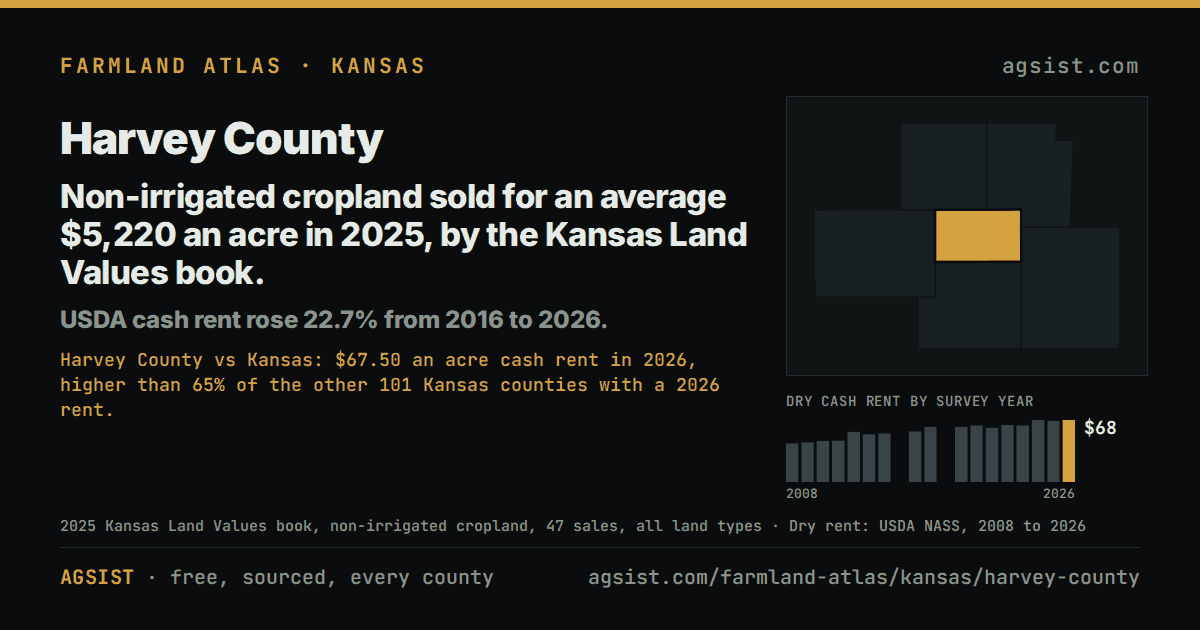 FARMLAND ATLAS · KANSAS
agsist.com
Harvey County
Non-irrigated cropland sold for an average
$5,220 an acre in 2025, by the Kansas Land
Values book.
USDA cash rent rose 22.7% from 2016 to 2026.
Harvey County vs Kansas: $67.50 an acre cash rent in 2026,
higher than 65% of the other 101 Kansas counties with a 2026
rent.
DRY CASH RENT BY SURVEY YEAR
$68
2008
2026
2025 Kansas Land Values book, non-irrigated cropland, 47 sales, all land types · Dry rent: USDA NASS, 2008 to 2026
AGSIST · free, sourced, every county
agsist.com/farmland-atlas/kansas/harvey-county